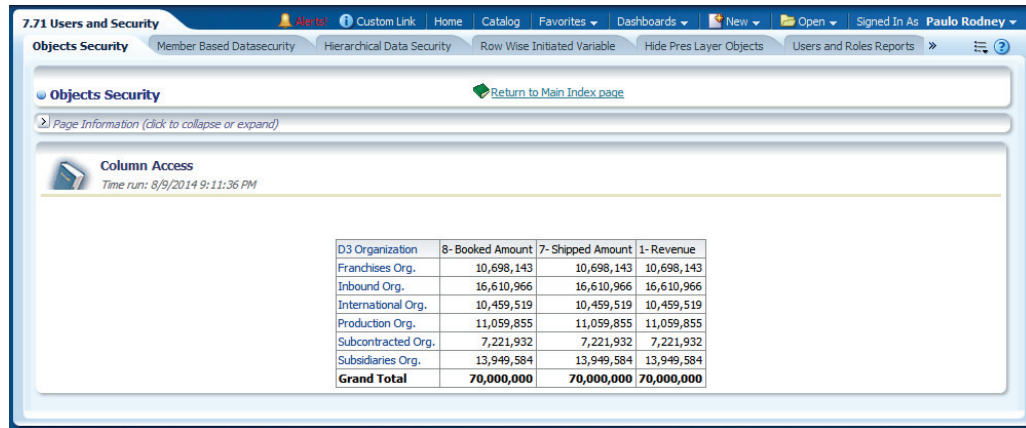 7.71 Users and Security Alerts! Custom Link Home Catalog Favorites Dashboards New Open Signed In As Paulo Rodney
Objects Security Member Based Datasecurity Hierarchical Data Security Row Wise Initiated Variable Hide Pres Layer Objects Users and Roles Reports »
Objects Security Return to Main Index page
Page Information (click to collapse or expand)
Column Access
Time run: 8/9/2014 9:11:36 PM
D3 Organization 8- Booked Amount 7- Shipped Amount 1- Revenue
Franchises Org. 10,698,143 10,698,143 10,698,143
Inbound Org. 16,610,966 16,610,966 16,610,966
International Org. 10,459,519 10,459,519 10,459,519
Production Org. 11,059,855 11,059,855 11,059,855
Subcontracted Org. 7,221,932 7,221,932 7,221,932
Subsidiaries Org. 13,949,584 13,949,584 13,949,584
Grand Total 70,000,000 70,000,000 70,000,000